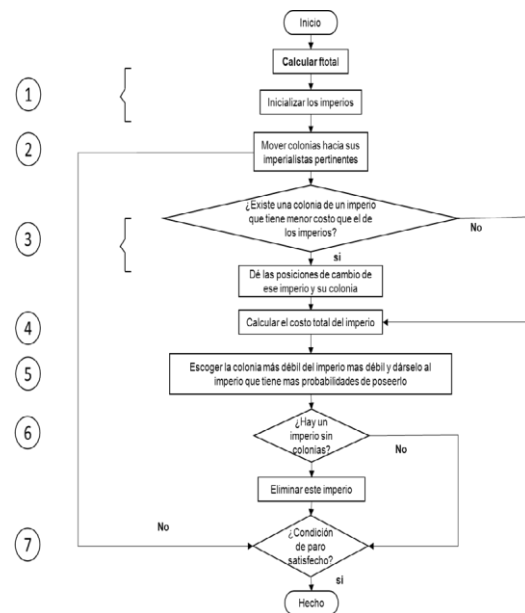 Inicio
Calcular ftotal
1
Inicializar los imperios
2
Mover colonias hacia sus
imperialistas pertinentes
¿Existe una colonia de un imperio
que tiene menor costo que el de
los imperios?
No
3
si
Dé las posiciones de cambio de
ese imperio y su colonia
4
Calcular el costo total del imperio
5
Escoger la colonia más débil del imperio mas débil y dárselo al
imperio que tiene mas probabilidades de poseerlo
6
¿Hay un
imperio sin
colonias?
No
Eliminar este imperio
No
7
¿Condición
de paro
satisfecho?
si
Hecho